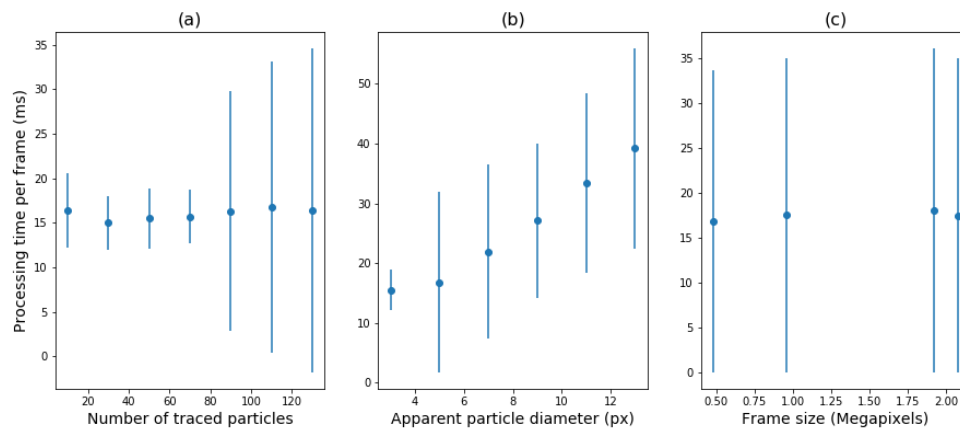 (a)
(b)
(c)
Processing time per frame (ms)
35
30
25
20
15
10
5
0
20 40 60 80 100 120
Number of traced particles
50
40
30
20
10
0
4 6 8 10 12
Apparent particle diameter (px)
35
30
25
20
15
10
5
0
0.50 0.75 1.00 1.25 1.50 1.75 2.00
Frame size (Megapixels)